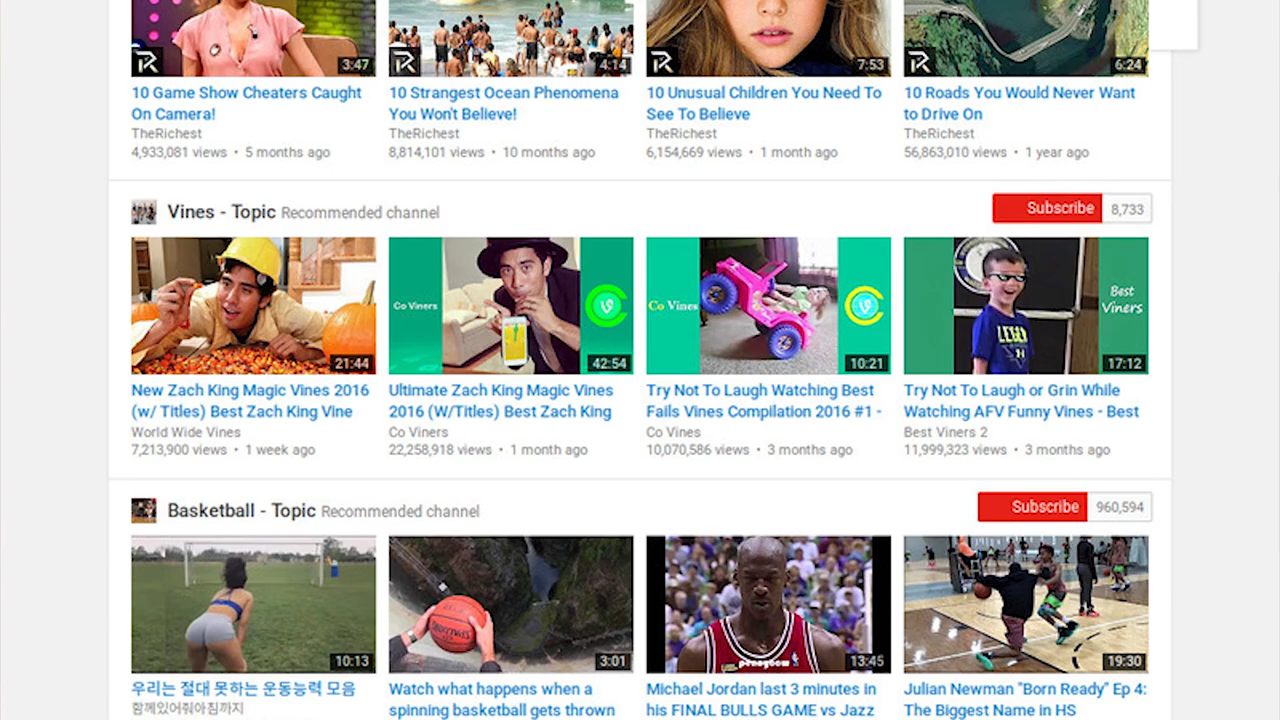 3:47
4:14
7:53
6:24
10 Game Show Cheaters Caught
On Camera!
TheRichest
4,933,081 views • 5 months ago
10 Strangest Ocean Phenomena
You Won't Believe!
TheRichest
8,814,101 views • 10 months ago
10 Unusual Children You Need To
See To Believe
TheRichest
6,154,669 views • 1 month ago
10 Roads You Would Never Want
to Drive On
TheRichest
56,863,010 views • 1 year ago
Vines - Topic Recommended channel
Subscribe 8,733
21:44
Co Viners
42:54
Co Vines
10:21
Best
Viners
17:12
New Zach King Magic Vines 2016
(w/ Titles) Best Zach King Vine
World Wide Vines
7,213,900 views • 1 week ago
Ultimate Zach King Magic Vines
2016 (W/Titles) Best Zach King
Co Viners
22,258,918 views • 1 month ago
Try Not To Laugh Watching Best
Fails Vines Compilation 2016 #1 -
Co Vines
10,070,586 views • 3 months ago
Try Not To Laugh or Grin While
Watching AFV Funny Vines - Best
Best Viners 2
11,999,323 views • 3 months ago
Basketball - Topic Recommended channel
Subscribe 960,594
10:13
SPALDING
3:01
13:45
19:30
우리는 절대 못하는 운동능력 모음
함께있어줘아침까지
Watch what happens when a
spinning basketball gets thrown
Michael Jordan last 3 minutes in
his FINAL BULLS GAME vs Jazz
Julian Newman "Born Ready" Ep 4:
The Biggest Name in HS